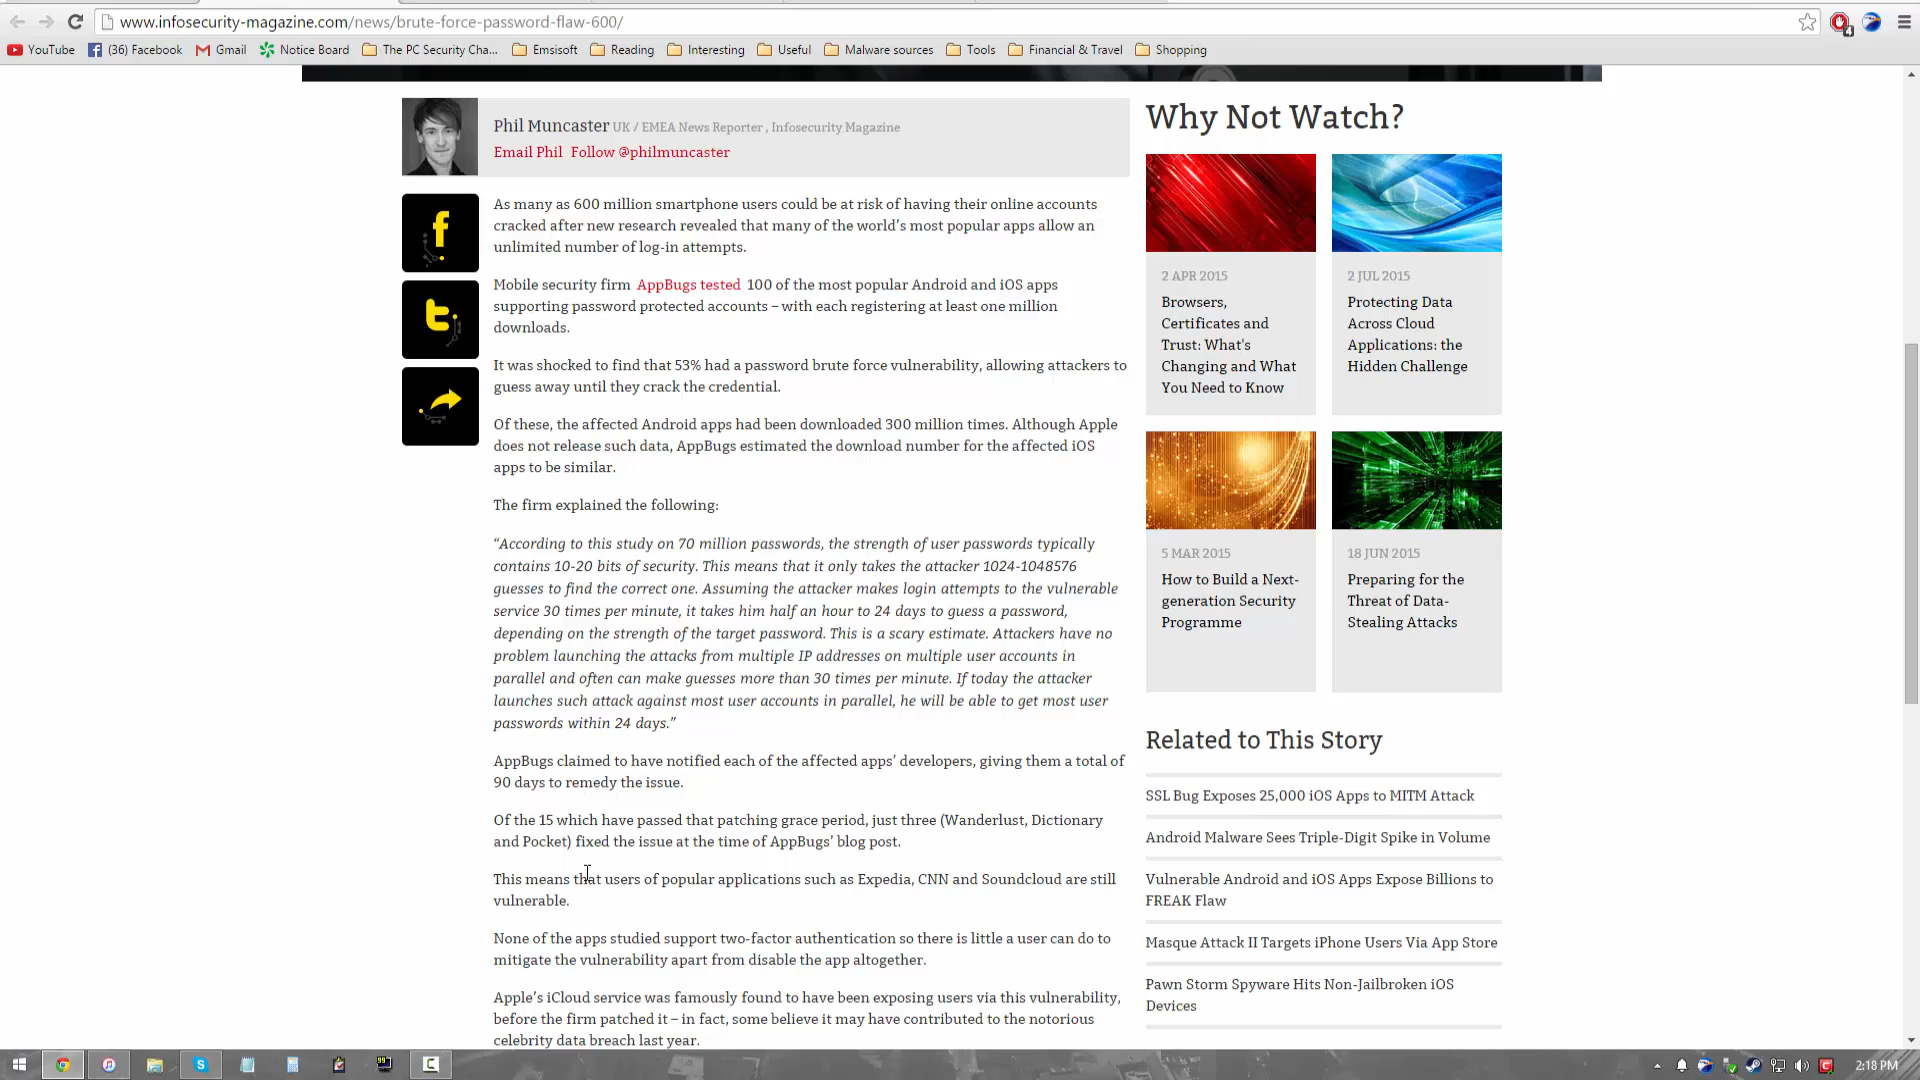 www.infosecurity-magazine.com/news/brute-force-password-flaw-600/
4
YouTube
(36) Facebook
Gmail
Notice Board
The PC Security Cha...
Emsisoft
Reading
Interesting
Useful
Malware sources
Tools
Financial & Travel
Shopping
Phil Muncaster UK / EMEA News Reporter , Infosecurity Magazine
Email Phil Follow @philmuncaster
As many as 600 million smartphone users could be at risk of having their online accounts
cracked after new research revealed that many of the world's most popular apps allow an
unlimited number of log-in attempts.
Mobile security firm AppBugs tested 100 of the most popular Android and iOS apps
supporting password protected accounts – with each registering at least one million
downloads.
It was shocked to find that 53% had a password brute force vulnerability, allowing attackers to
guess away until they crack the credential.
Of these, the affected Android apps had been downloaded 300 million times. Although Apple
does not release such data, AppBugs estimated the download number for the affected iOS
apps to be similar.
The firm explained the following:
“According to this study on 70 million passwords, the strength of user passwords typically
contains 10-20 bits of security. This means that it only takes the attacker 1024-1048576
guesses to find the correct one. Assuming the attacker makes login attempts to the vulnerable
service 30 times per minute, it takes him half an hour to 24 days to guess a password,
depending on the strength of the target password. This is a scary estimate. Attackers have no
problem launching the attacks from multiple IP addresses on multiple user accounts in
parallel and often can make guesses more than 30 times per minute. If today the attacker
launches such attack against most user accounts in parallel, he will be able to get most user
passwords within 24 days.”
AppBugs claimed to have notified each of the affected apps’ developers, giving them a total of
90 days to remedy the issue.
Of the 15 which have passed that patching grace period, just three (Wanderlust, Dictionary
and Pocket) fixed the issue at the time of AppBugs’ blog post.
This means that users of popular applications such as Expedia, CNN and Soundcloud are still
vulnerable.
None of the apps studied support two-factor authentication so there is little a user can do to
mitigate the vulnerability apart from disable the app altogether.
Apple’s iCloud service was famously found to have been exposing users via this vulnerability,
before the firm patched it – in fact, some believe it may have contributed to the notorious
celebrity data breach last year.
Why Not Watch?
2 APR 2015
Browsers,
Certificates and
Trust: What's
Changing and What
You Need to Know
2 JUL 2015
Protecting Data
Across Cloud
Applications: the
Hidden Challenge
5 MAR 2015
How to Build a Next-
generation Security
Programme
18 JUN 2015
Preparing for the
Threat of Data-
Stealing Attacks
Related to This Story
SSL Bug Exposes 25,000 iOS Apps to MITM Attack
Android Malware Sees Triple-Digit Spike in Volume
Vulnerable Android and iOS Apps Expose Billions to
FREAK Flaw
Masque Attack II Targets iPhone Users Via App Store
Pawn Storm Spyware Hits Non-Jailbroken iOS
Devices
2:18 PM